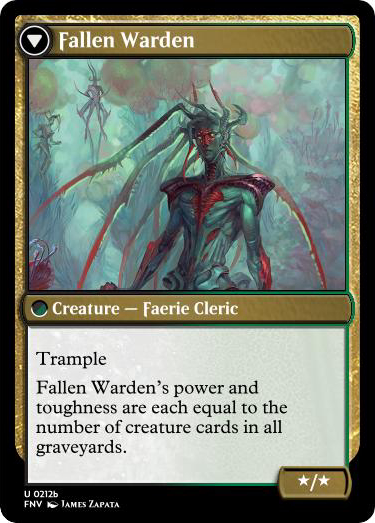 Fallen Warden
Creature — Faerie Cleric
Trample
Fallen Warden's power and
toughness are each equal to the
number of creature cards in all
graveyards.
★/★
U 0212b
FNV James Zapata